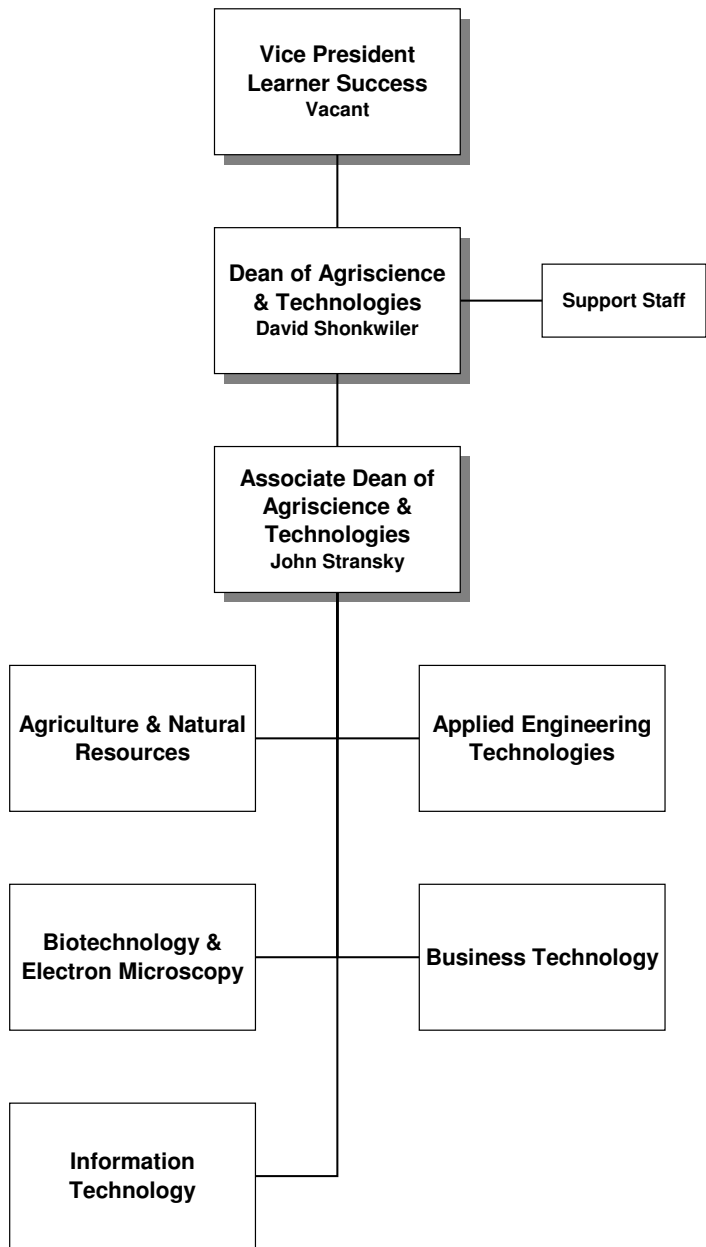 Vice President
Learner Success
Vacant
Dean of Agriscience
& Technologies
David Shonkwiler
Support Staff
Associate Dean of
Agriscience &
Technologies
John Stransky
Agriculture & Natural
Resources
Applied Engineering
Technologies
Biotechnology &
Electron Microscopy
Business Technology
Information
Technology